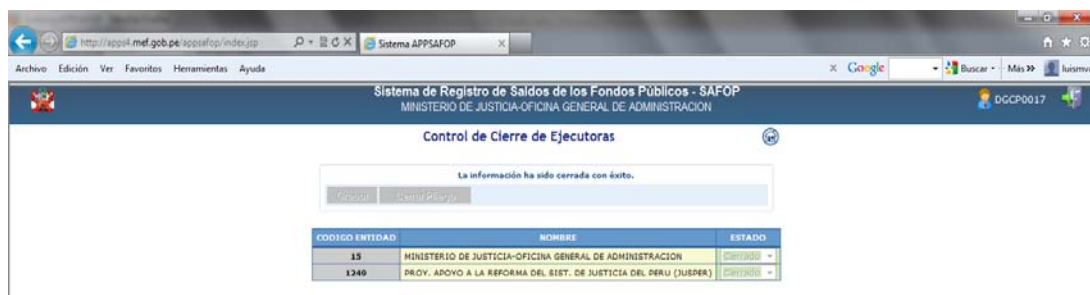 http://apps4.mef.gob.pe/appsafop/index.jsp
Sistema APPSAFOP
Archivo Edición Ver Favoritos Herramientas Ayuda
Google
Buscar
Más
Sistema de Registro de Saldos de los Fondos Públicos - SAFOP
MINISTERIO DE JUSTICIA-OFICINA GENERAL DE ADMINISTRACION
DGCP0017
Control de Cierre de Ejecutoras
La información ha sido cerrada con éxito.
Grabar Cerrar Pliego
CODIGO ENTIDAD NOMBRE ESTADO
15 MINISTERIO DE JUSTICIA-OFICINA GENERAL DE ADMINISTRACION Cerrado
1240 PROY. APOYO A LA REFORMA DEL SIST. DE JUSTICIA DEL PERU (JUSPER) Cerrado